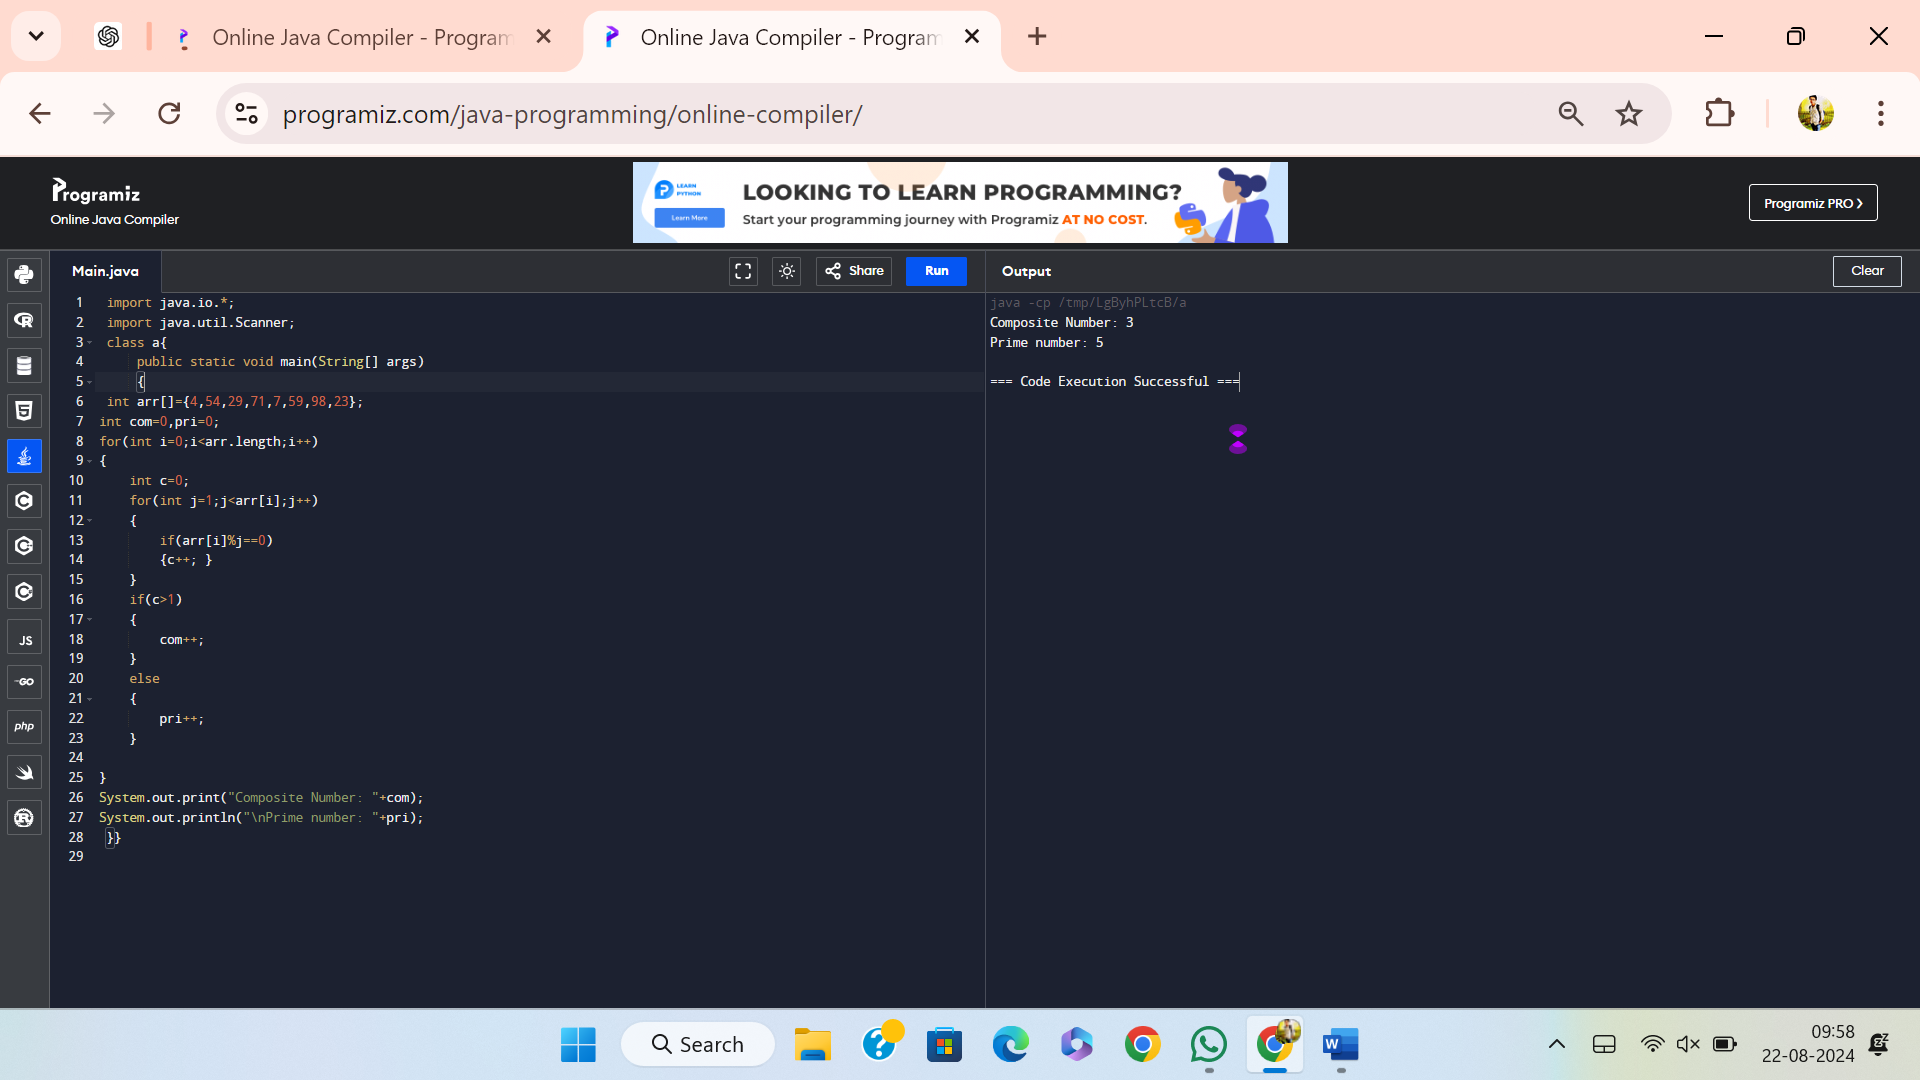 Online Java Compiler - Program
Online Java Compiler - Program
programiz.com/java-programming/online-compiler/
Programiz
Online Java Compiler
LEARN
PYTHON
Learn More
LOOKING TO LEARN PROGRAMMING?
Start your programming journey with Programiz AT NO COST.
Programiz PRO
Main.java
Share
Run
Output
Clear
1 import java.io.*;
2 import java.util.Scanner;
3 class a{
4 public static void main(String[] args)
5 {
6 int arr[]={4,54,29,71,7,59,98,23};
7 int com=0,pri=0;
8 for(int i=0;i<arr.length;i++)
9 {
10 int c=0;
11 for(int j=1;j<arr[i];j++)
12 {
13 if(arr[i]%j==0)
14 {c++; }
15 }
16 if(c>1)
17 {
18 com++;
19 }
20 else
21 {
22 pri++;
23 }
24
25 }
26 System.out.print("Composite Number: "+com);
27 System.out.println("\nPrime number: "+pri);
28 }}
29
java -cp /tmp/LgByhPLtcB/a
Composite Number: 3
Prime number: 5
=== Code Execution Successful ===
JS
GO
php
Search
W
09:58
22-08-2024